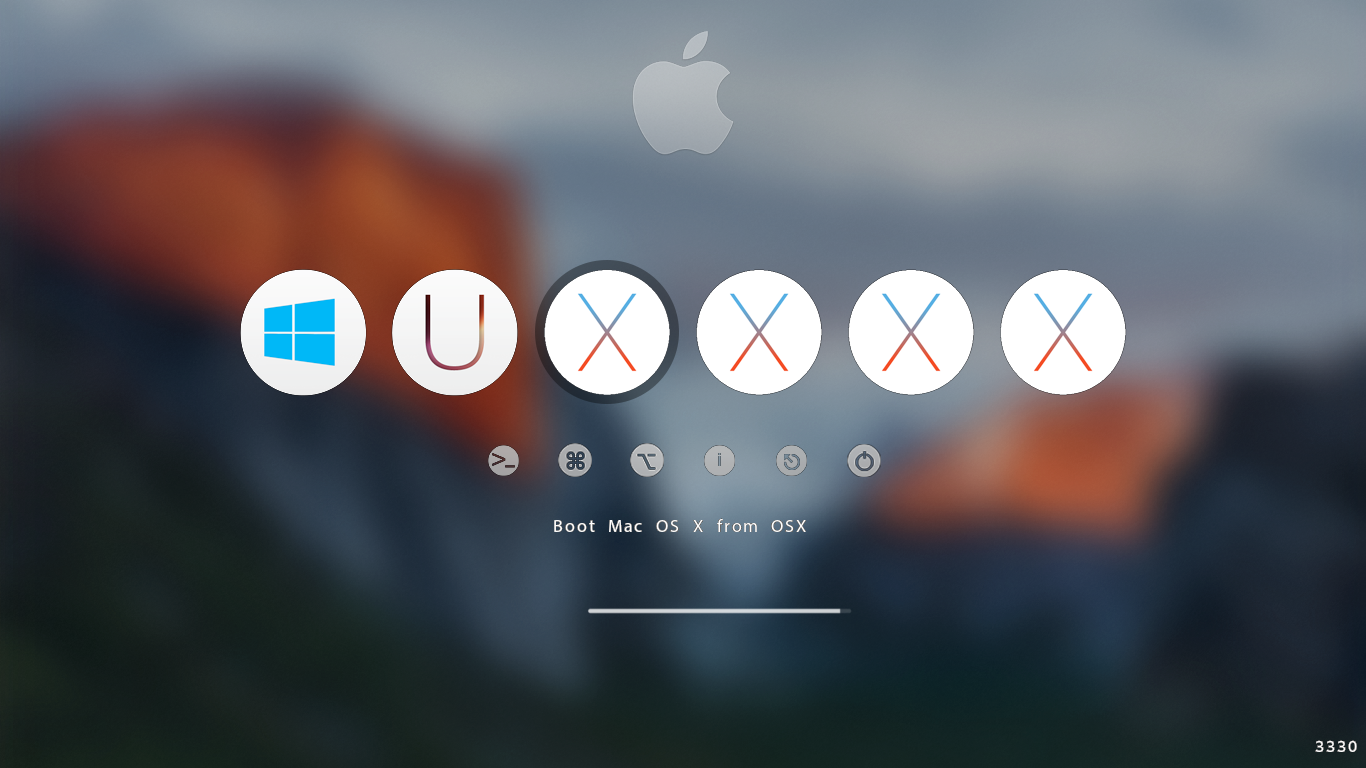 U X X X X
>_ ⌘ ⌥ i
Boot Mac OS X from OSX
3330